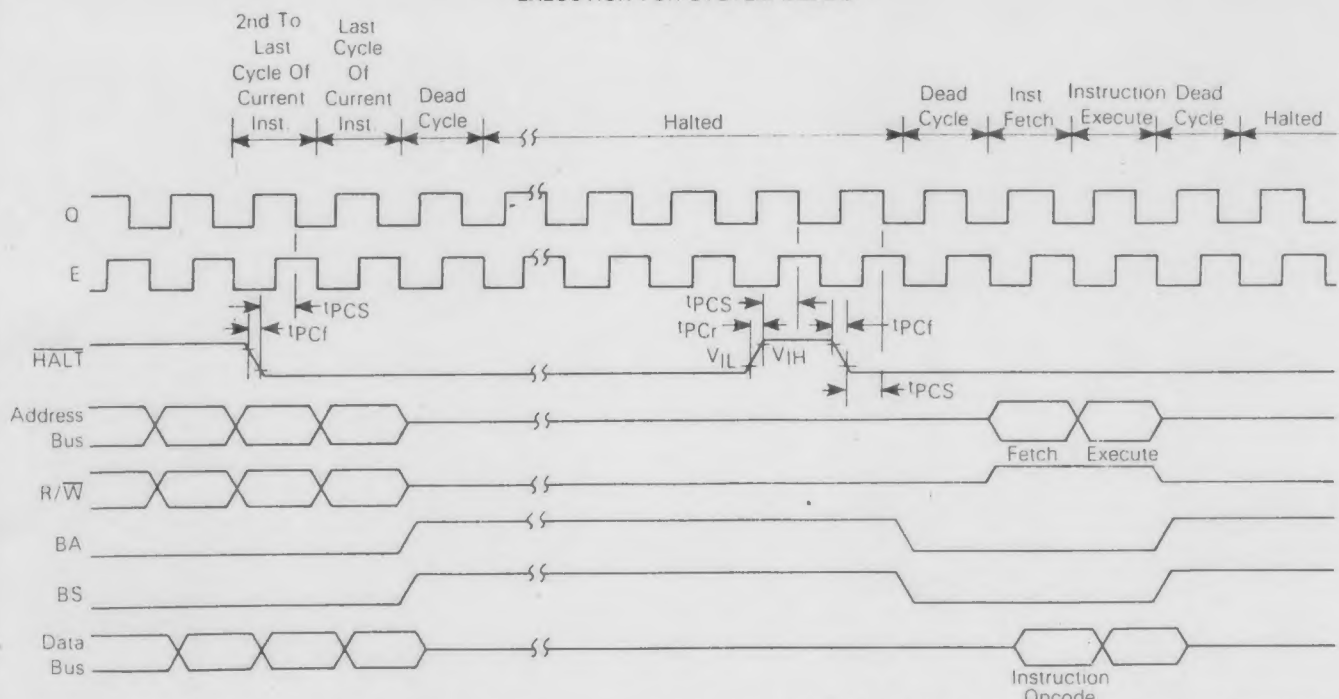 2nd To
Last
Cycle Of
Current
Inst.
Last
Cycle
Of
Current
Inst.
Dead
Cycle
Halted
Dead
Cycle
Inst
Fetch
Instruction
Execute
Dead
Cycle
Halted
Q
E
tPCS
tPCf
tPCS
tPCr
tPCf
HALT
VIL
VIH
tPCS
Address
Bus
Fetch
Execute
R/W
BA
BS
Data
Bus
Instruction
Opcode